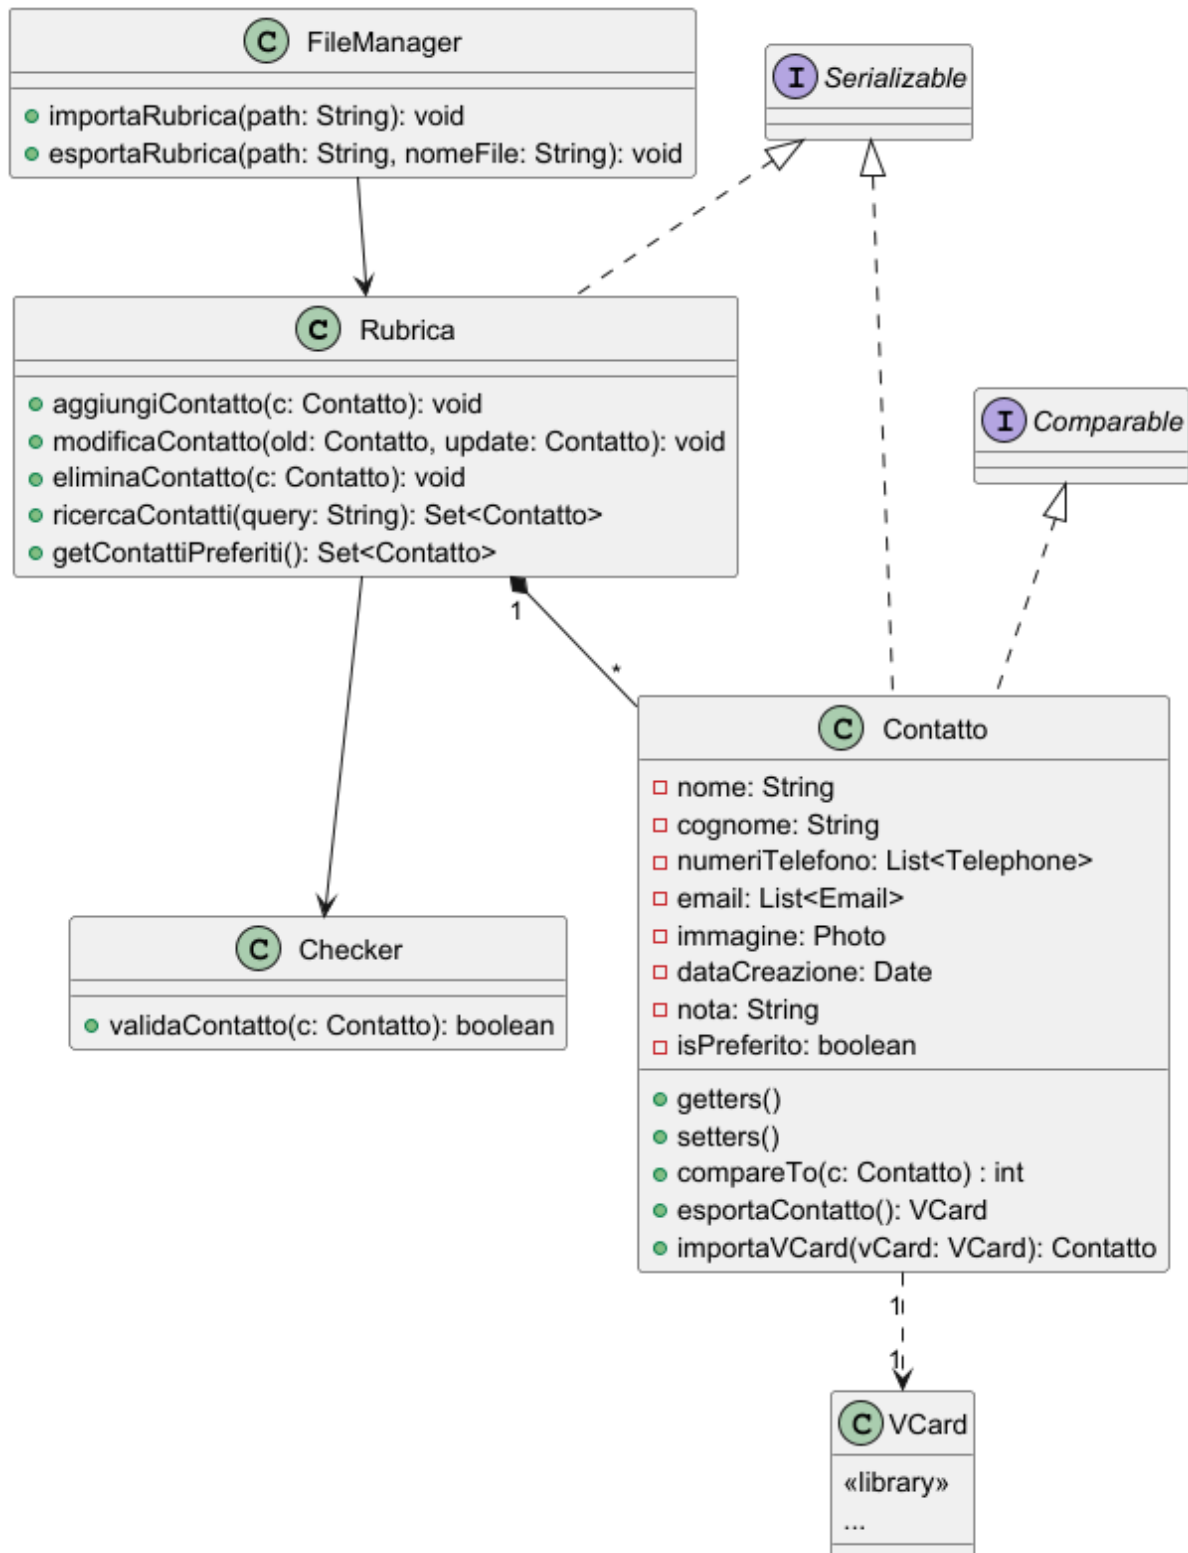 C FileManager
importaRubrica(path: String): void
esportaRubrica(path: String, nomeFile: String): void
I Serializable
C Rubrica
aggiungiContatto(c: Contatto): void
modificaContatto(old: Contatto, update: Contatto): void
eliminaContatto(c: Contatto): void
ricercaContatti(query: String): Set<Contatto>
getContattiPreferiti(): Set<Contatto>
I Comparable
1
*
C Checker
validaContatto(c: Contatto): boolean
C Contatto
nome: String
cognome: String
numeriTelefono: List<Telephone>
email: List<Email>
immagine: Photo
dataCreazione: Date
nota: String
isPreferito: boolean
getters()
setters()
compareTo(c: Contatto) : int
esportaContatto(): VCard
importaVCard(vCard: VCard): Contatto
1
1
C VCard
«library»
...